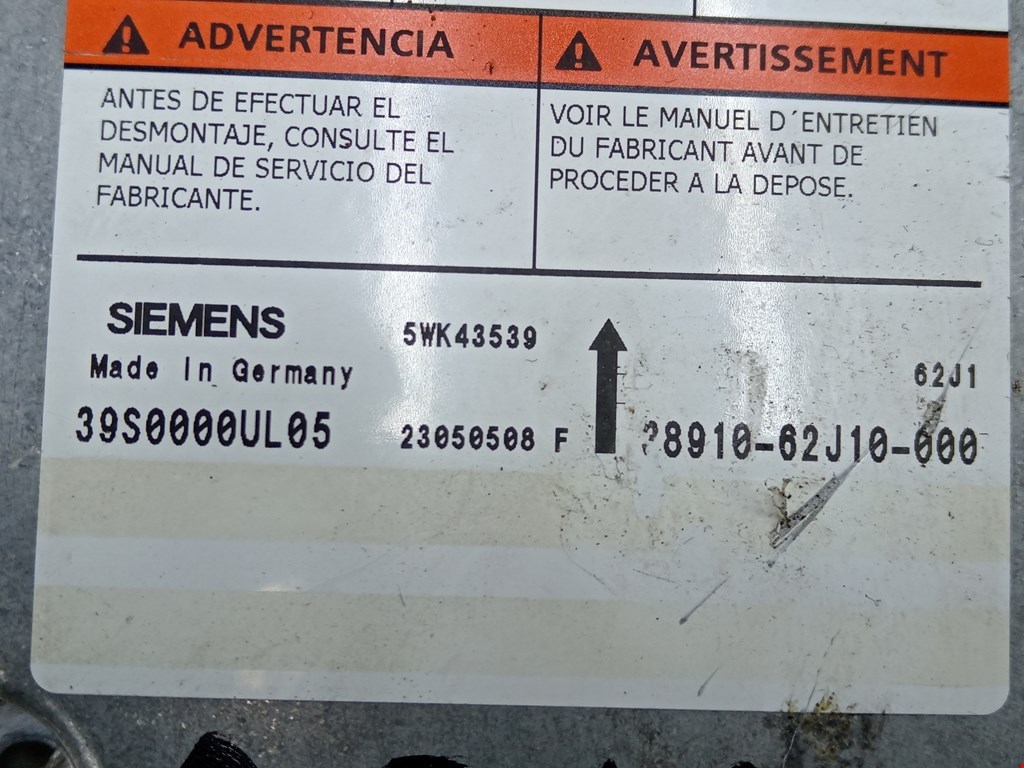 ADVERTENCIA
ANTES DE EFECTUAR EL
DESMONTAJE, CONSULTE EL
MANUAL DE SERVICIO DEL
FABRICANTE.
AVERTISSEMENT
VOIR LE MANUEL D´ENTRETIEN
DU FABRICANT AVANT DE
PROCEDER A LA DEPOSE.
SIEMENS
Made In Germany
39S0000UL05
5WK43539
23050508 F
62J1
38910-62J10-000